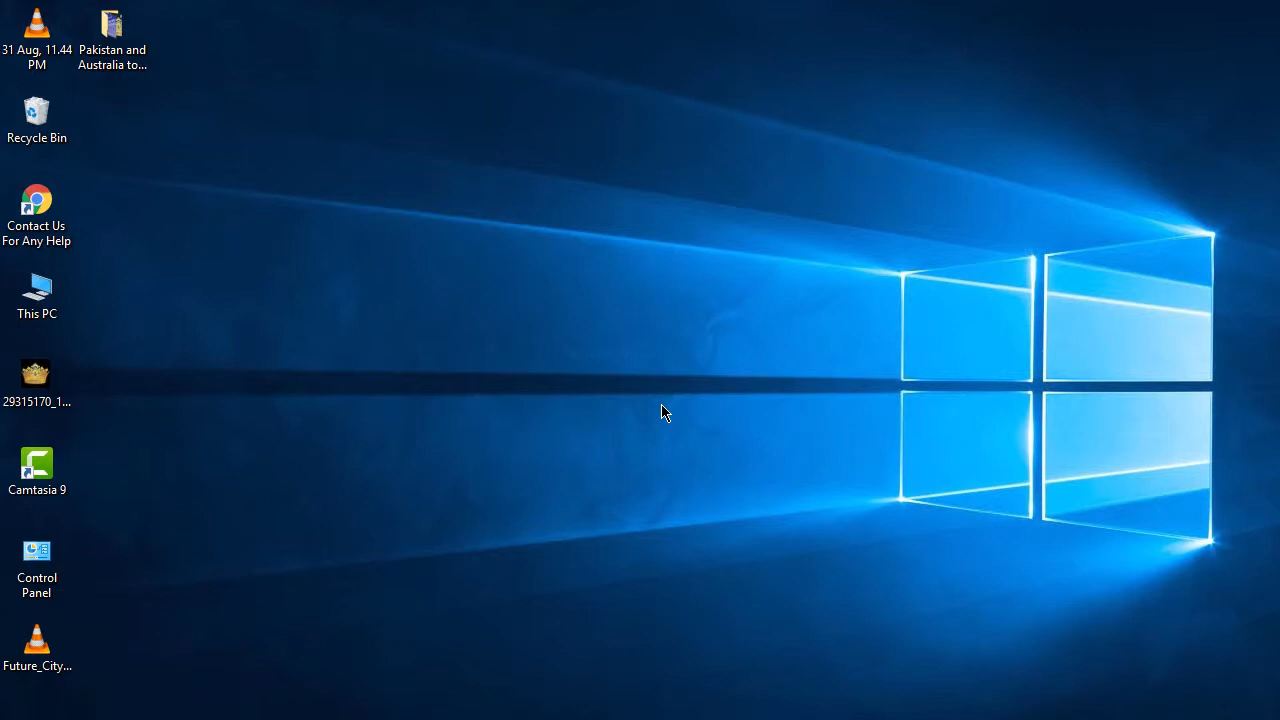 31 Aug, 11.44
PM
Pakistan and
Australia to...
Recycle Bin
Contact Us
For Any Help
This PC
29315170_1...
Camtasia 9
Control
Panel
Future_City...